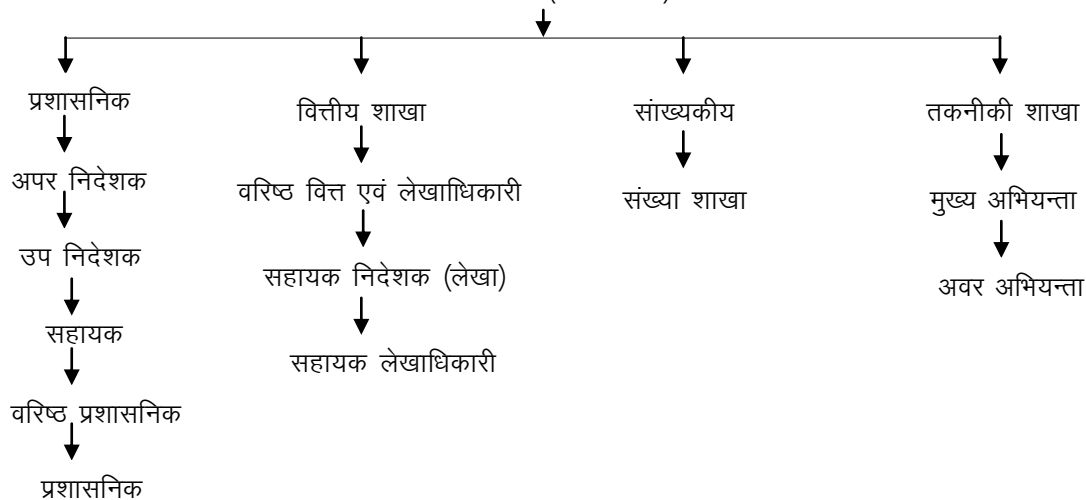 प्रशासनिक
वित्तीय शाखा
सांख्यकीय
तकनीकी शाखा
अपर निदेशक
वरिष्ठ वित्त एवं लेखाधिकारी
संख्या शाखा
मुख्य अभियन्ता
उप निदेशक
सहायक निदेशक (लेखा)
अवर अभियन्ता
सहायक
सहायक लेखाधिकारी
वरिष्ठ प्रशासनिक
प्रशासनिक